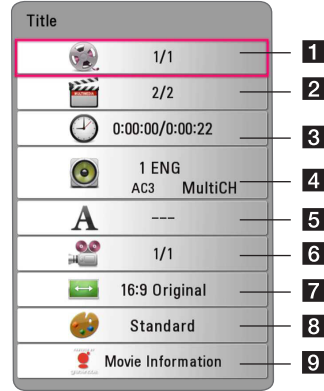 Title
1/1 1
2/2 2
0:00:00/0:00:22 3
1 ENG
AC3 MultiCH 4
A --- 5
1/1 6
16:9 Original 7
Standard 8
Movie Information 9